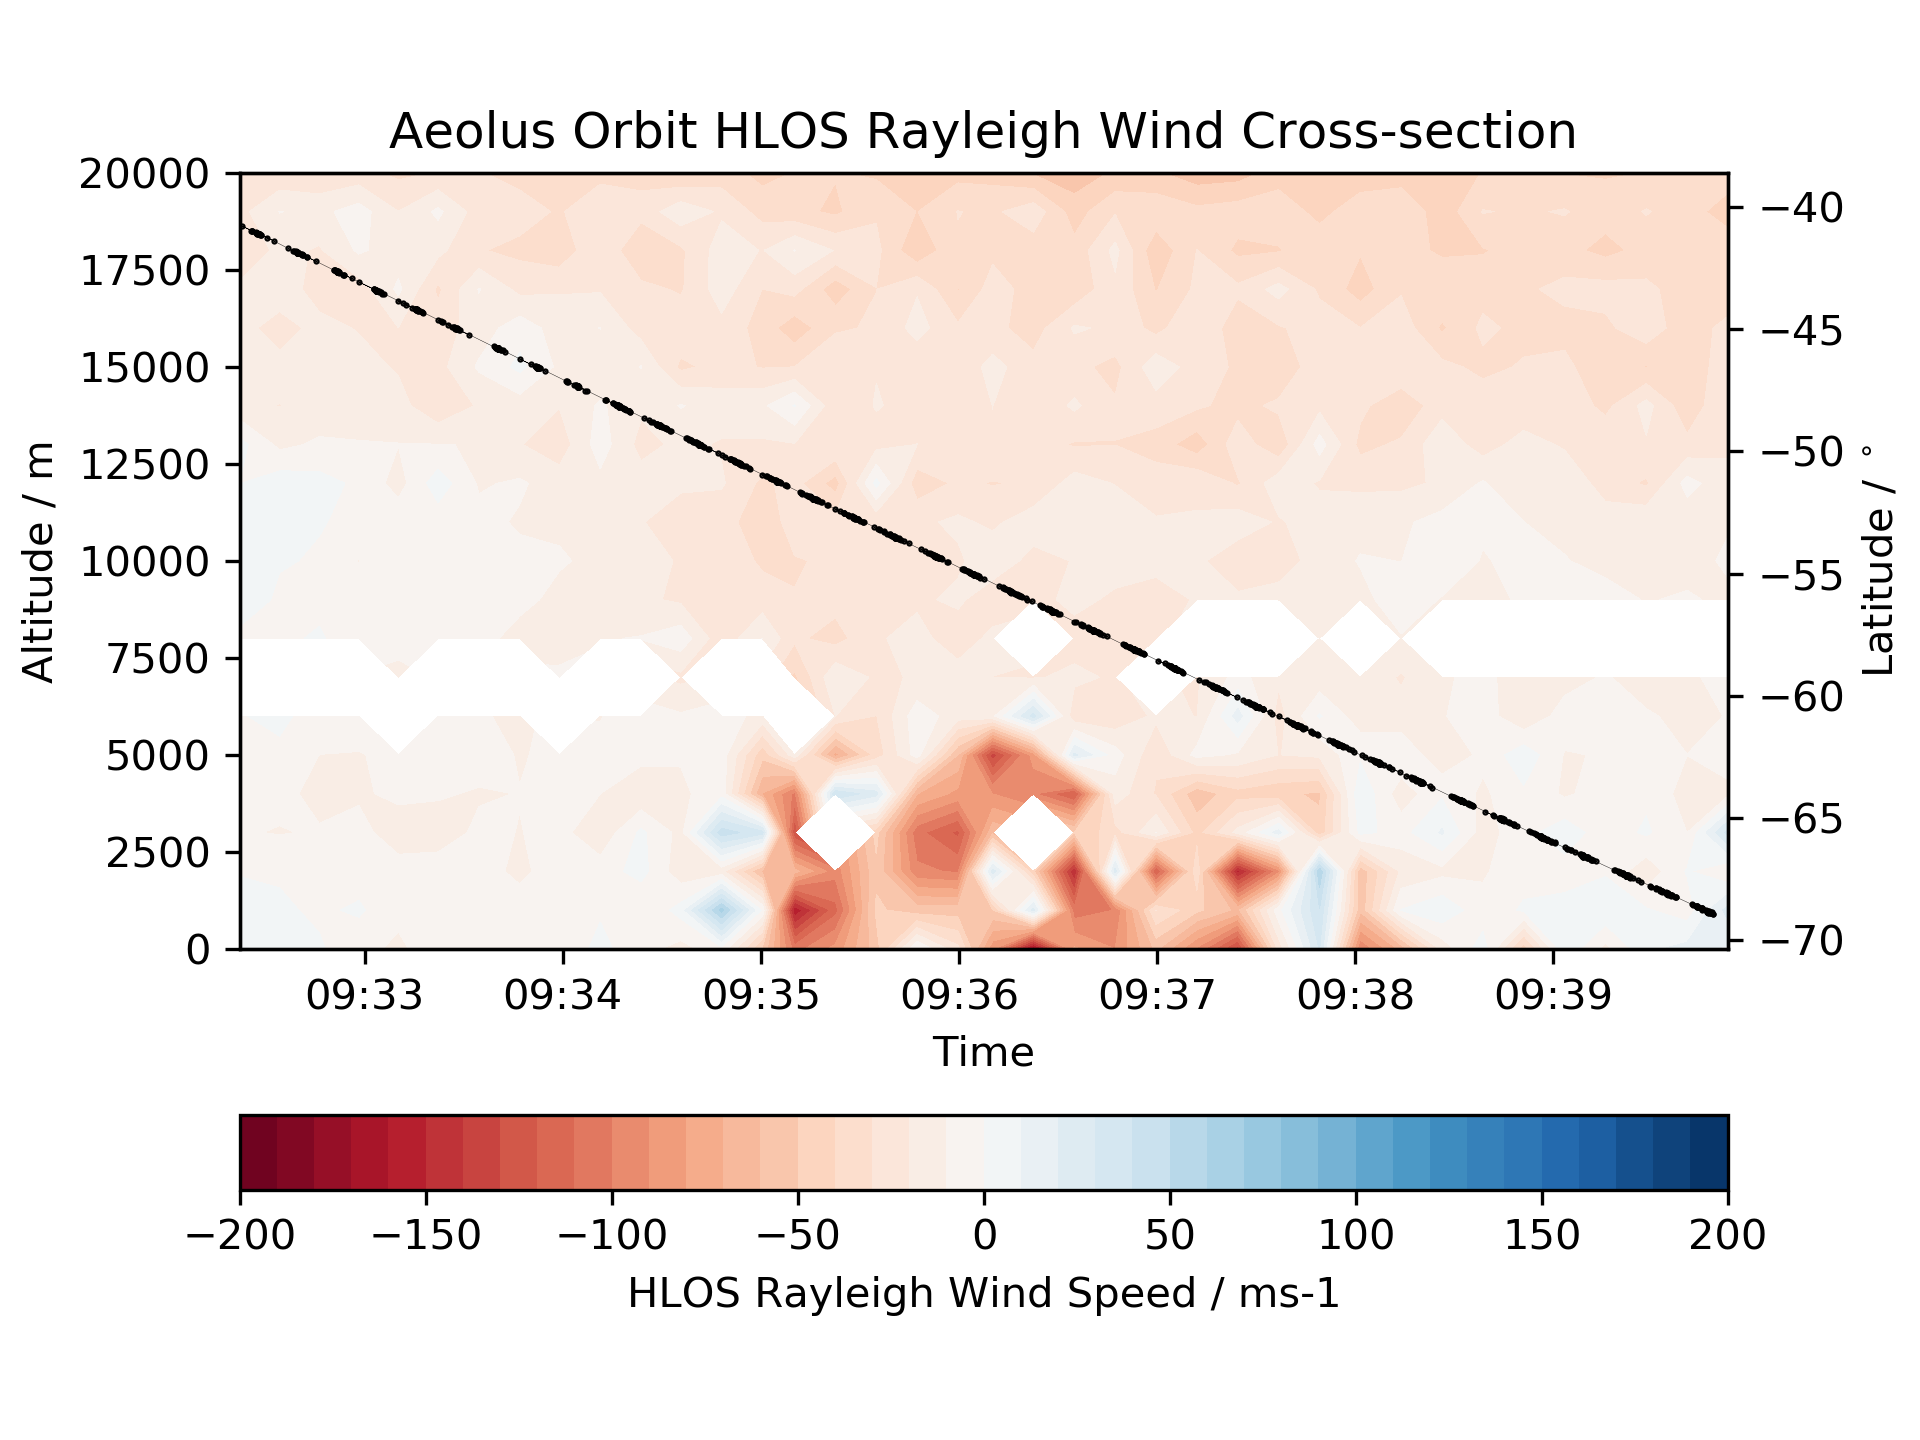 Aeolus Orbit HLOS Rayleigh Wind Cross-section
20000
17500
15000
12500
10000
7500
5000
2500
0
Altitude / m
−40
−45
−50
−55
−60
−65
−70
Latitude / °
09:33 09:34 09:35 09:36 09:37 09:38 09:39
Time
−200 −150 −100 −50 0 50 100 150 200
HLOS Rayleigh Wind Speed / ms-1